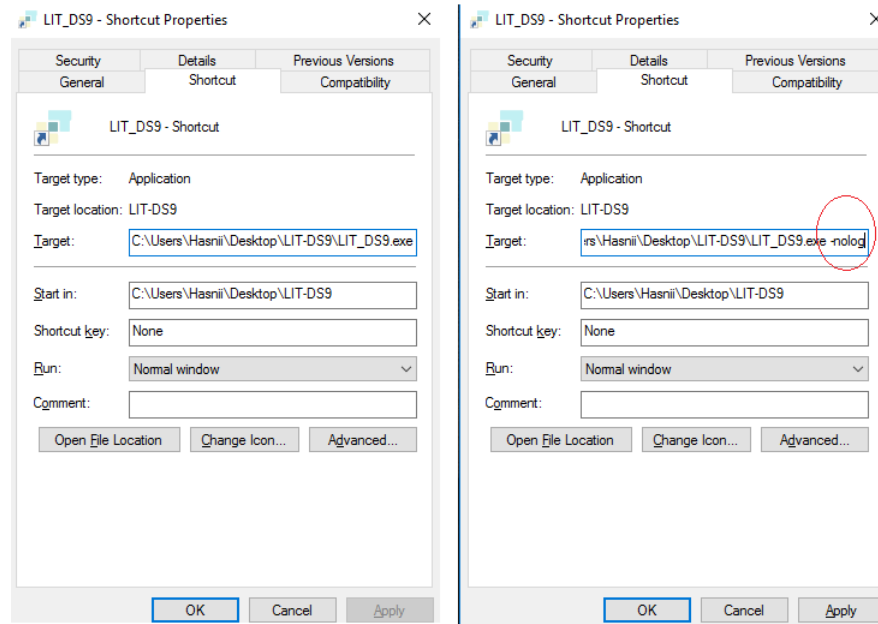 LIT_DS9 - Shortcut Properties
Security Details Previous Versions
General Shortcut Compatibility
LIT_DS9 - Shortcut
Target type: Application
Target location: LIT-DS9
Target: C:\Users\Hasnii\Desktop\LIT-DS9\LIT_DS9.exe
Start in: C:\Users\Hasnii\Desktop\LIT-DS9
Shortcut key: None
Run: Normal window
Comment:
Open File Location Change Icon... Advanced...
OK Cancel Apply
LIT_DS9 - Shortcut Properties
Security Details Previous Versions
General Shortcut Compatibility
LIT_DS9 - Shortcut
Target type: Application
Target location: LIT-DS9
Target: ers\Hasnii\Desktop\LIT-DS9\LIT_DS9.exe -nolog
Start in: C:\Users\Hasnii\Desktop\LIT-DS9
Shortcut key: None
Run: Normal window
Comment:
Open File Location Change Icon... Advanced...
OK Cancel Apply